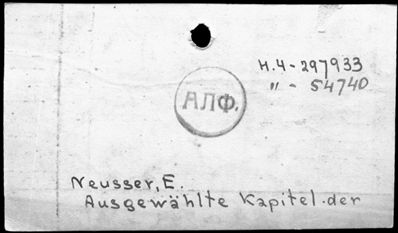 Н.4-297933
" - 54740
АЛФ.
Neusser, E.
Ausgewählte Kapitel der